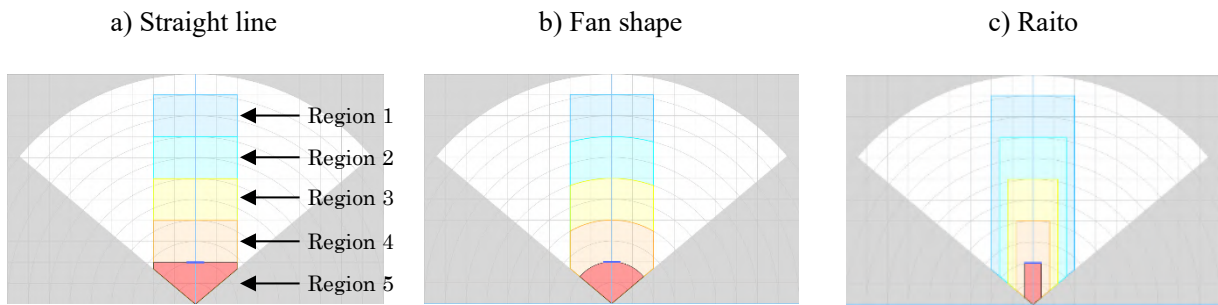 a) Straight line
b) Fan shape
c) Raito
Region 1
Region 2
Region 3
Region 4
Region 5